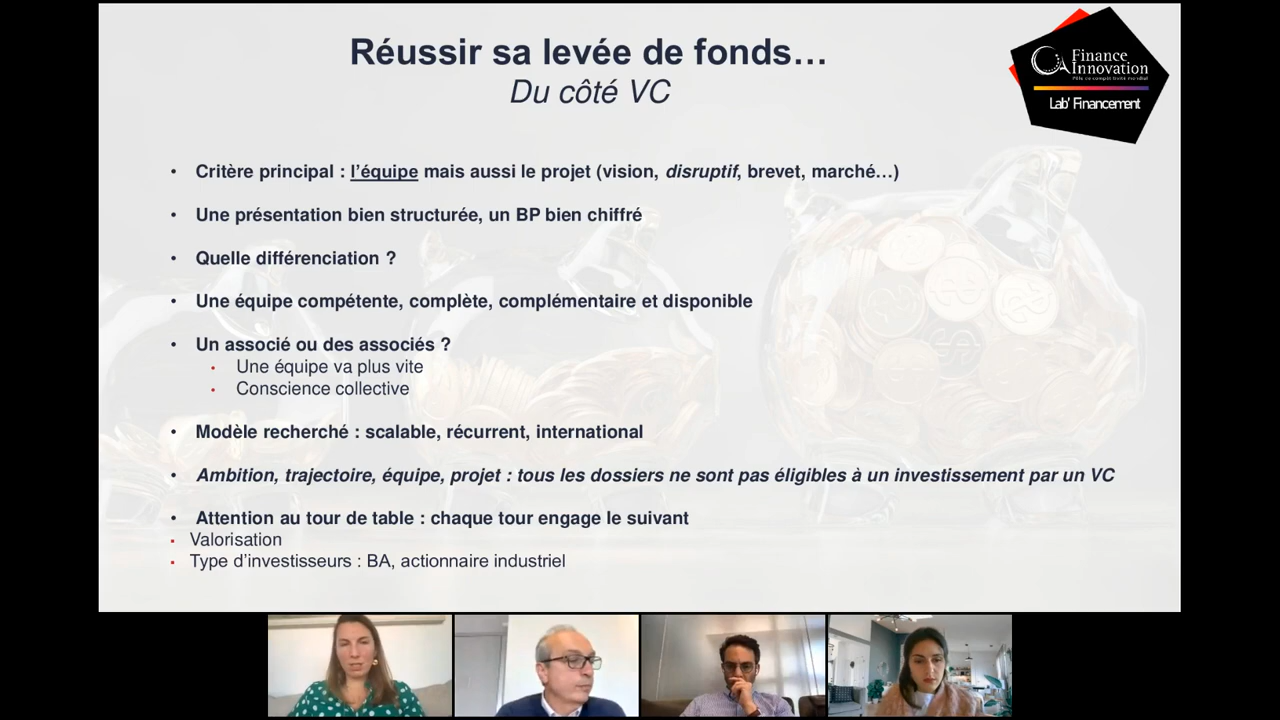 Réussir sa levée de fonds…
Du côté VC
Finance
Innovation
Pôle de compétitivité mondial
Lab' Financement
• Critère principal : l'équipe mais aussi le projet (vision, disruptif, brevet, marché…)
• Une présentation bien structurée, un BP bien chiffré
• Quelle différenciation ?
• Une équipe compétente, complète, complémentaire et disponible
• Un associé ou des associés ?
▪ Une équipe va plus vite
▪ Conscience collective
• Modèle recherché : scalable, récurrent, international
• Ambition, trajectoire, équipe, projet : tous les dossiers ne sont pas éligibles à un investissement par un VC
• Attention au tour de table : chaque tour engage le suivant
▪ Valorisation
▪ Type d'investisseurs : BA, actionnaire industriel